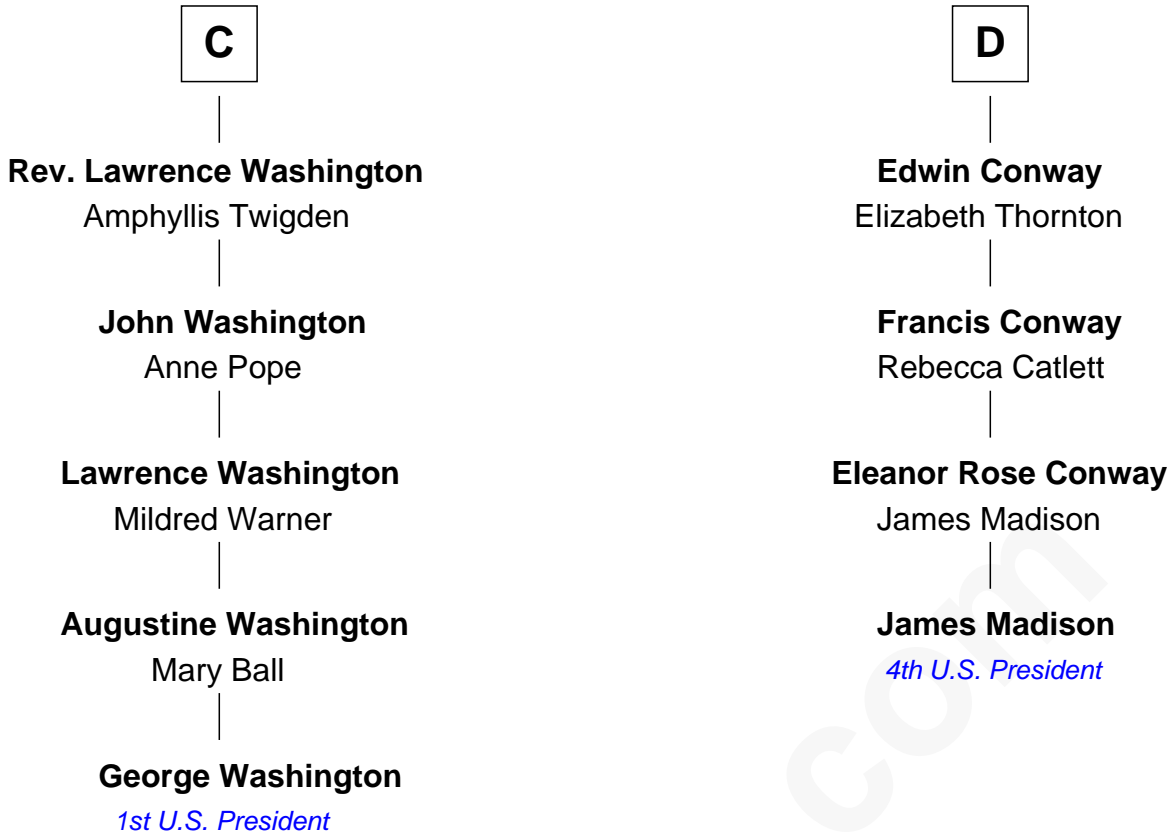 C
Rev. Lawrence Washington
Amphyllis Twigden
John Washington
Anne Pope
Lawrence Washington
Mildred Warner
Augustine Washington
Mary Ball
George Washington
1st U.S. President
D
Edwin Conway
Elizabeth Thornton
Francis Conway
Rebecca Catlett
Eleanor Rose Conway
James Madison
James Madison
4th U.S. President
com